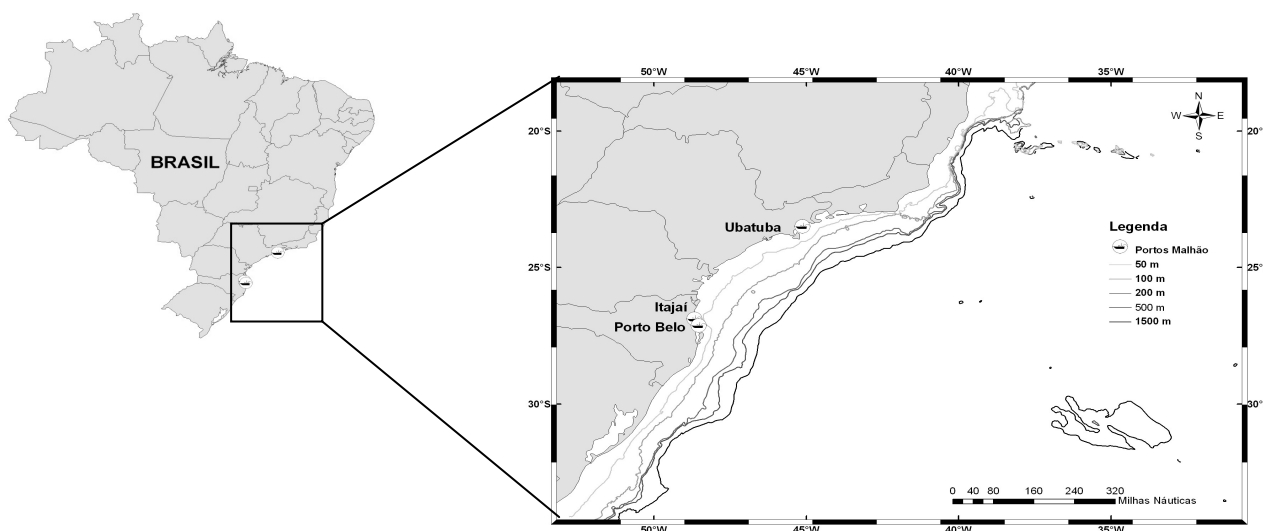 BRASIL
50°W 45°W 40°W 35°W
20°S
25°S
30°S
N
W E
S
Ubatuba
Itajaí
Porto Belo
Legenda
Portos Malhão
50 m
100 m
200 m
500 m
1500 m
25°
30°
0 40 80 160 240 320
Milhas Náuticas
50°W 45°W 40°W 35°W